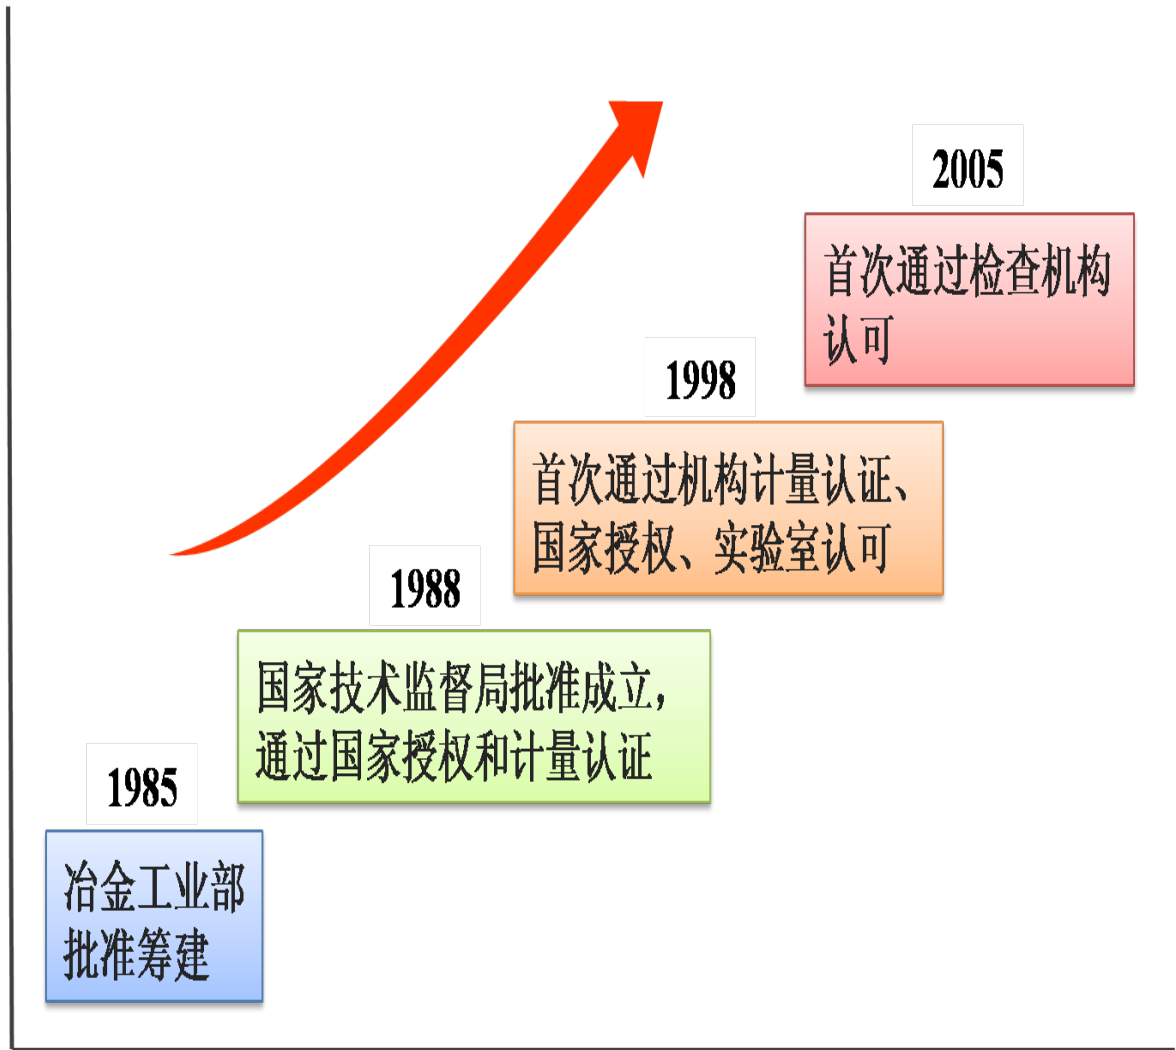 2005
首次通过检查机构
认可
1998
首次通过机构计量认证、
国家授权、实验室认可
1988
国家技术监督局批准成立，
通过国家授权和计量认证
1985
冶金工业部
批准筹建